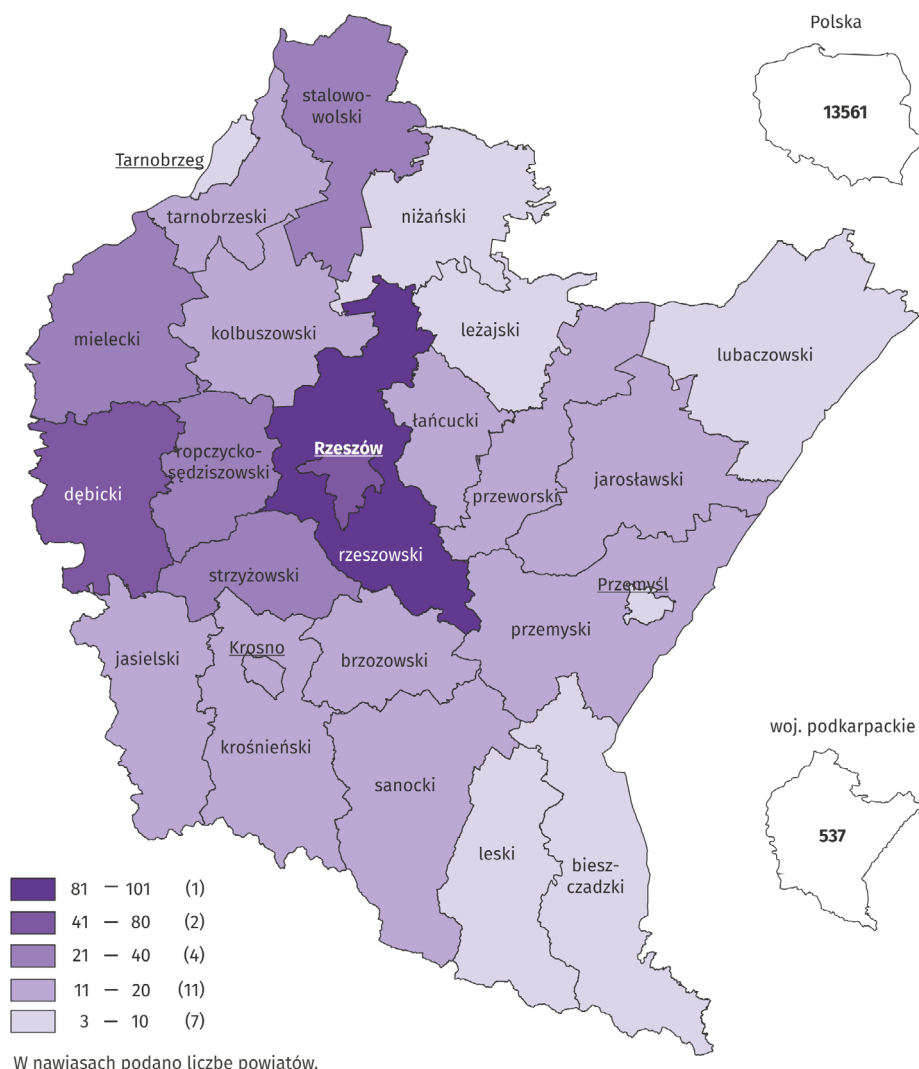 Polska
13561
stalowo-
wolski
Tarnobrzeg
tarnobrzeski
niżański
mielecki
kolbuszowski
leżajski
lubaczowski
łańcucki
ropczycko-
sędziszowski
Rzeszów
dębicki
przeworski
jarosławski
rzeszowski
strzyżowski
Przemyśl
przemyski
Krosno
jasielski
brzozowski
krośnieński
sanocki
woj. podkarpackie
537
leski
biesz-
czadzki
81 — 101 (1)
41 — 80 (2)
21 — 40 (4)
11 — 20 (11)
3 — 10 (7)
W nawiasach podano liczbę powiatów.